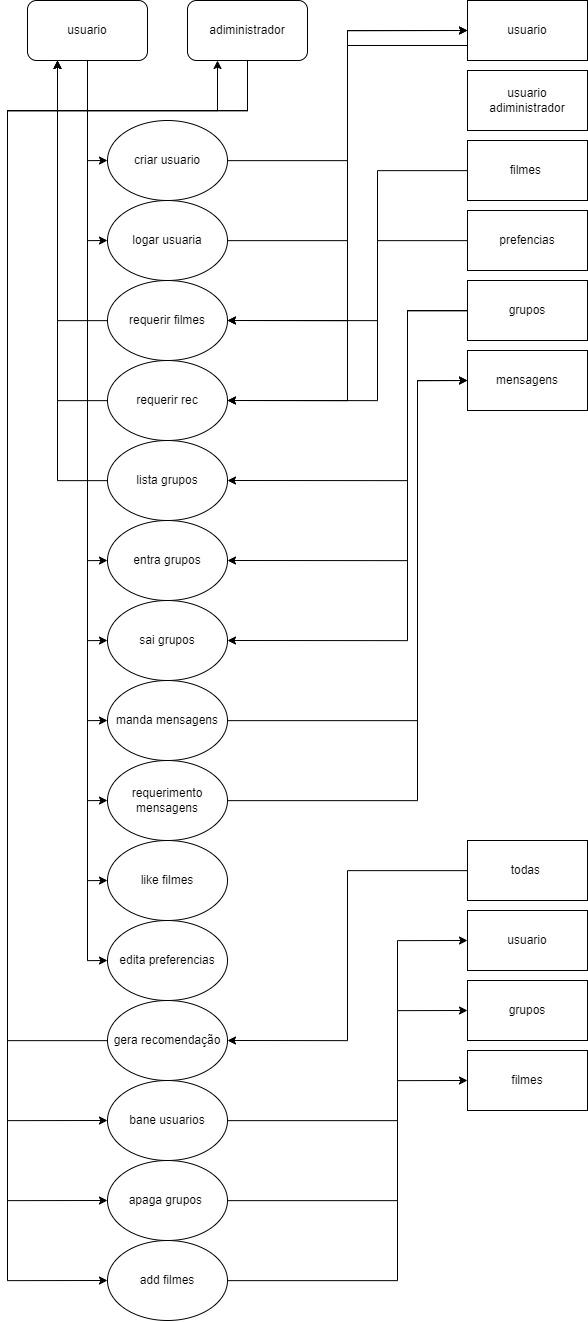 usuario
adiministrador
usuario
usuario
adiministrador
criar usuario
filmes
logar usuaria
prefencias
requerir filmes
grupos
requerir rec
mensagens
lista grupos
entra grupos
sai grupos
manda mensagens
requerimento
mensagens
like filmes
todas
edita preferencias
usuario
gera recomendação
grupos
bane usuarios
filmes
apaga grupos
add filmes